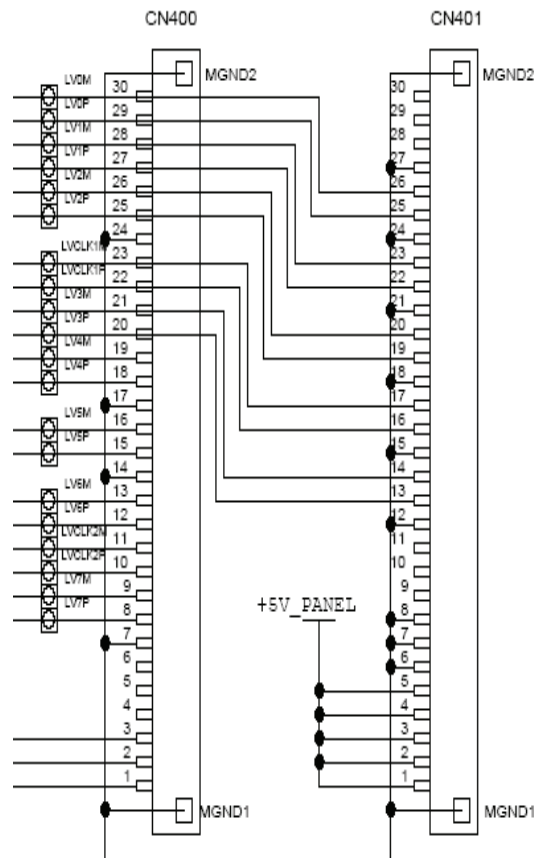 CN400
CN401
MGND2
MGND2
LV0M
30
30
LV0P
29
29
LV1M
28
28
LV1P
27
27
LV2M
26
26
LV2P
25
25
24
24
LVCLK1M
23
23
LVCLK1P
22
22
LV3M
21
21
LV3P
20
20
LV4M
19
19
LV4P
18
18
17
17
LV5M
16
16
LV5P
15
15
14
14
LV6M
13
13
LV6P
12
12
LVCLK2M
11
11
LVCLK2P
10
10
LV7M
9
9
LV7P
8
8
+5V_PANEL
7
7
6
6
5
5
4
4
3
3
2
2
1
1
MGND1
MGND1